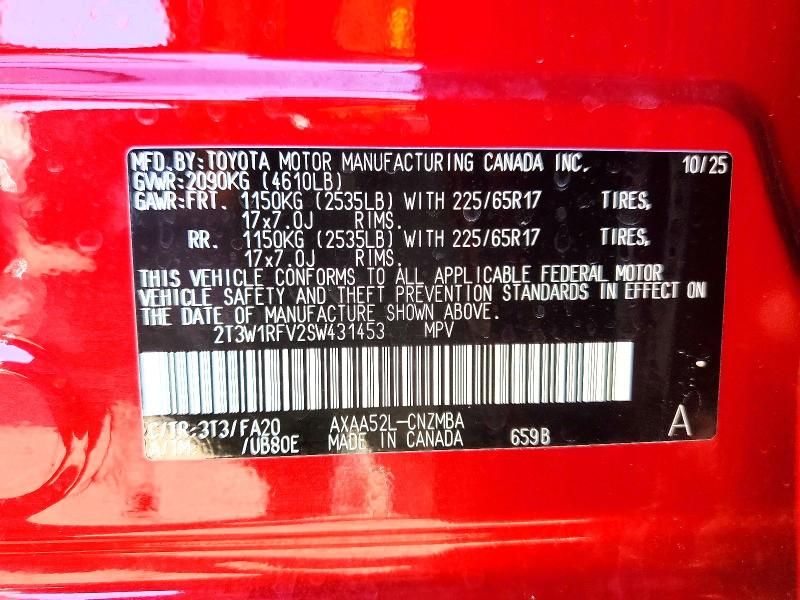 MFD. BY: TOYOTA MOTOR MANUFACTURING CANADA INC. 10/25
GVWR: 2090KG (4610LB)
GAWR: FRT. 1150KG (2535LB) WITH 225/65R17 TIRES,
17x7.0J RIMS.
RR. 1150KG (2535LB) WITH 225/65R17 TIRES,
17x7.0J RIMS.
THIS VEHICLE CONFORMS TO ALL APPLICABLE FEDERAL MOTOR
VEHICLE SAFETY AND THEFT PREVENTION STANDARDS IN EFFECT ON
THE DATE OF MANUFACTURE SHOWN ABOVE.
2T3W1RFV2SW431453 MPV
C/TR-3T3/FA20 AXAA52L-CNZMBA
A/TM /UB80E MADE IN CANADA 659B A